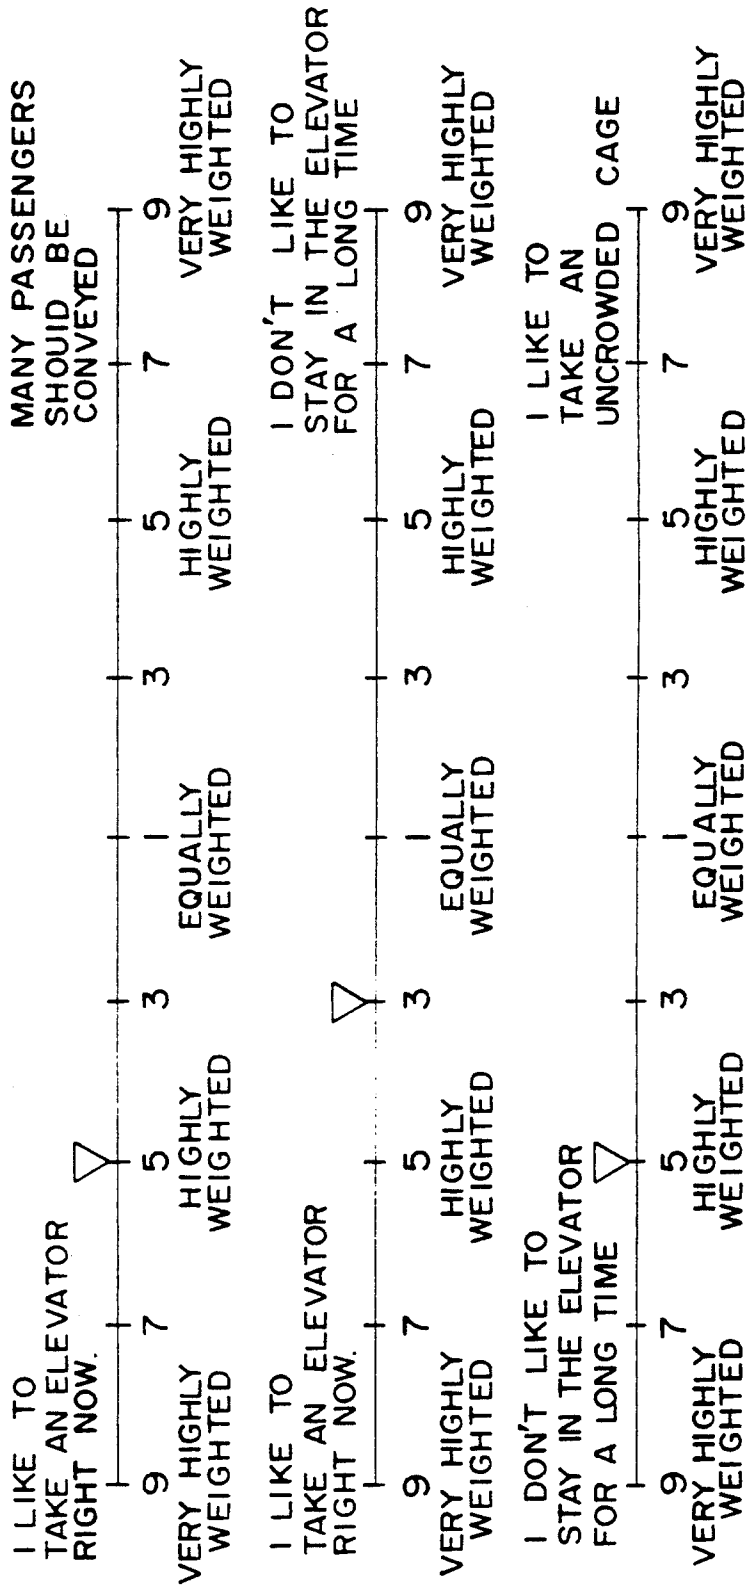 I LIKE TO
TAKE AN ELEVATOR
RIGHT NOW.
MANY PASSENGERS
SHOUID BE
CONVEYED
9 7 5 3 1 3 5 7 9
VERY HIGHLY
WEIGHTED
HIGHLY
WEIGHTED
EQUALLY
WEIGHTED
HIGHLY
WEIGHTED
VERY HIGHLY
WEIGHTED
I LIKE TO
TAKE AN ELEVATOR
RIGHT NOW.
I DON'T LIKE TO
STAY IN THE ELEVATOR
FOR A LONG TIME
9 7 5 3 1 3 5 7 9
VERY HIGHLY
WEIGHTED
HIGHLY
WEIGHTED
EQUALLY
WEIGHTED
HIGHLY
WEIGHTED
VERY HIGHLY
WEIGHTED
I DON'T LIKE TO
STAY IN THE ELEVATOR
FOR A LONG TIME
I LIKE TO
TAKE AN
UNCROWDED CAGE
9 7 5 3 1 3 5 7 9
VERY HIGHLY
WEIGHTED
HIGHLY
WEIGHTED
EQUALLY
WEIGHTED
HIGHLY
WEIGHTED
VERY HIGHLY
WEIGHTED